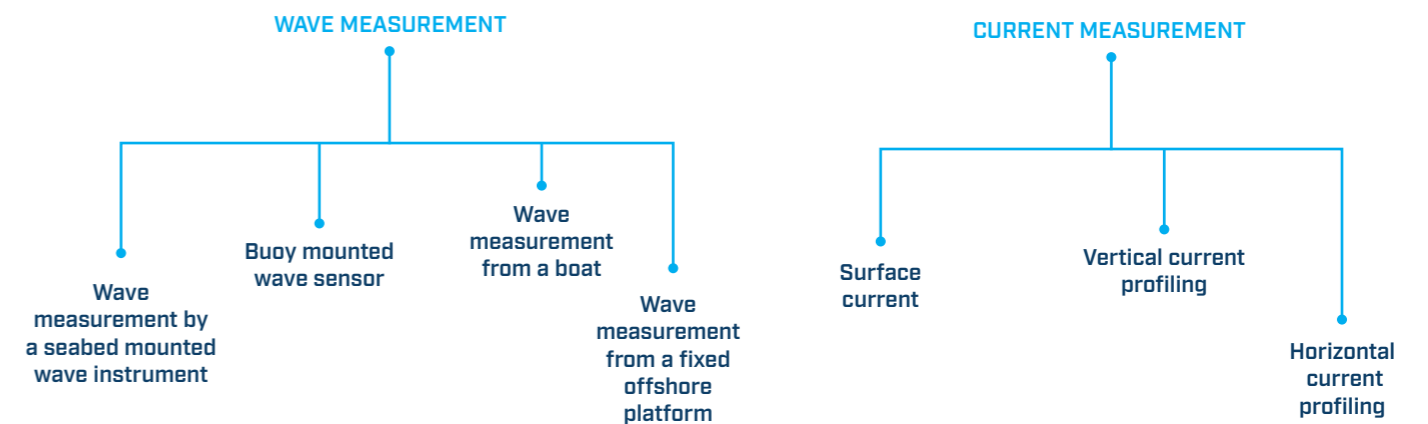 WAVE MEASUREMENT
Wave
measurement by
a seabed mounted
wave instrument
Buoy mounted
wave sensor
Wave
measurement
from a boat
Wave
measurement
from a fixed
offshore
platform
CURRENT MEASUREMENT
Surface
current
Vertical current
profiling
Horizontal
current
profiling